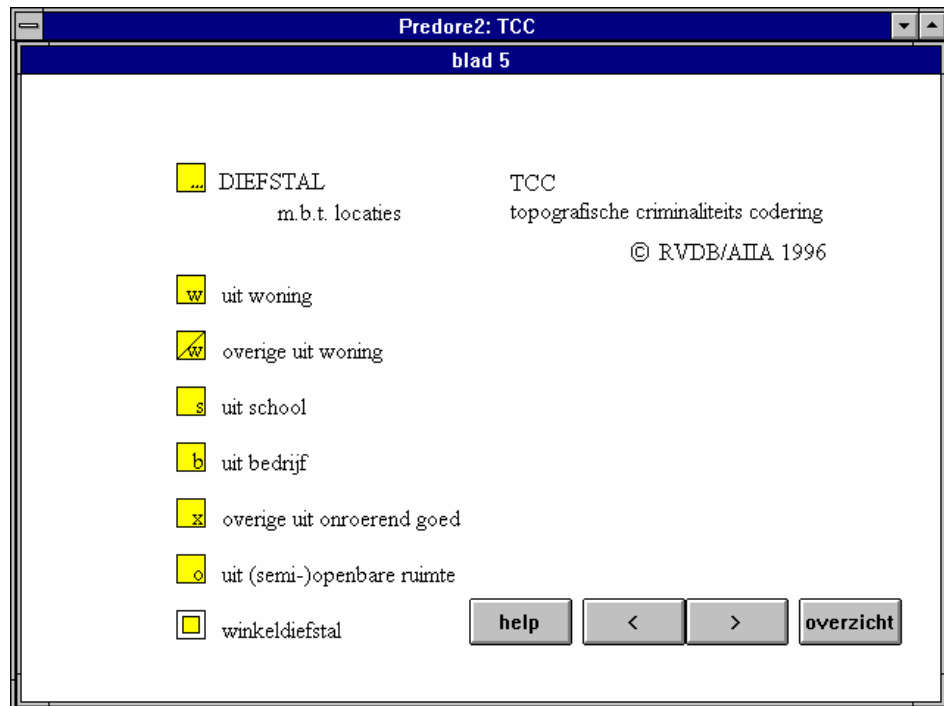 Predore2: TCC
blad 5
... DIEFSTAL
m.b.t. locaties
TCC
topografische criminaliteits codering
© RVDB/AIIA 1996
w uit woning
w overige uit woning
s uit school
b uit bedrijf
x overige uit onroerend goed
o uit (semi-)openbare ruimte
winkeldiefstal
help < > overzicht